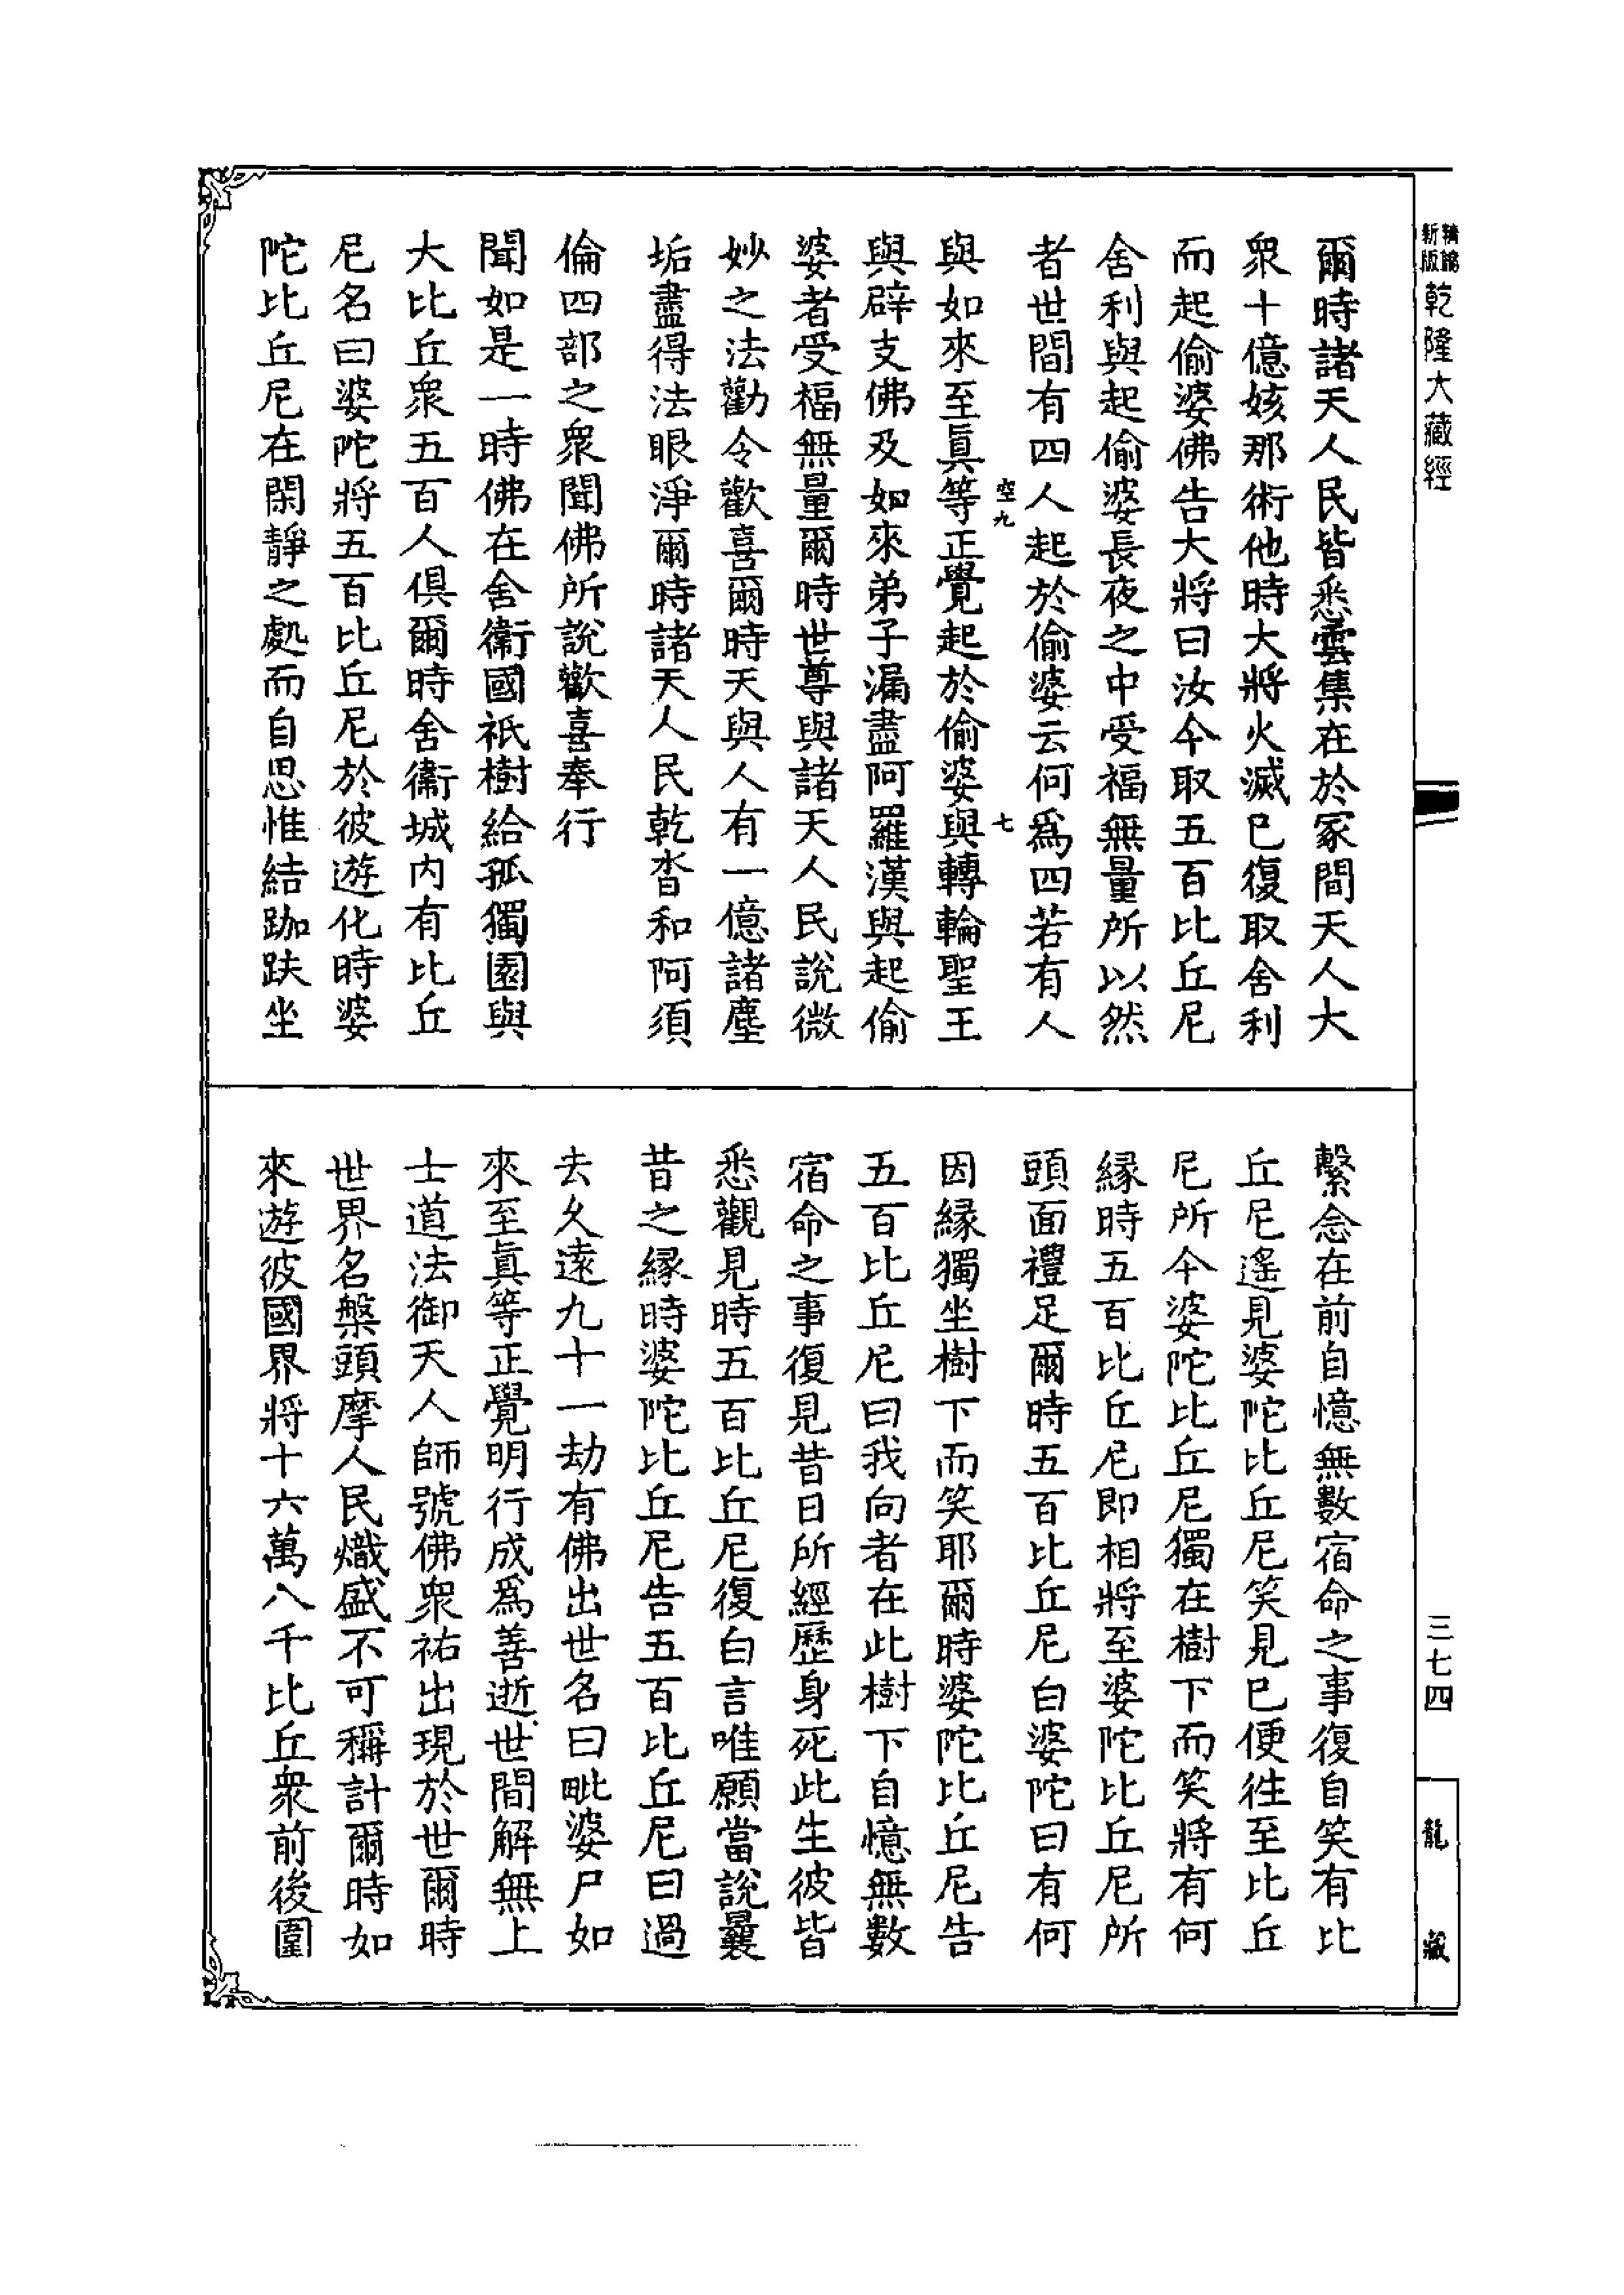 精緙
新版
乾隆大藏經
三七四
龍藏
爾時諸天人民皆悉雲集在於冢間天人大
衆十億姟那術他時大將火滅已復取舍利
而起偷婆佛告大將曰汝今取五百比丘尼
舍利與起偷婆長夜之中受福無量所以然
者世間有四人起於偷婆云何爲四若有人
空九
七
與如來至眞等正覺起於偷婆與轉輪聖王
與辟支佛及如來弟子漏盡阿羅漢與起偷
婆者受福無量爾時世尊與諸天人民說微
妙之法勸令歡喜爾時天與人有一億諸塵
垢盡得法眼淨爾時諸天人民乾沓和阿須
倫四部之衆聞佛所說歡喜奉行
聞如是一時佛在舍衞國祇樹給孤獨園與
大比丘衆五百人俱爾時舍衞城內有比丘
尼名曰婆陀將五百比丘尼於彼遊化時婆
陀比丘尼在閑靜之處而自思惟結跏趺坐
繫念在前自憶無數宿命之事復自笑有比
丘尼遙見婆陀比丘尼笑見已便往至比丘
尼所今婆陀比丘尼獨在樹下而笑將有何
緣時五百比丘尼即相將至婆陀比丘尼所
頭面禮足爾時五百比丘尼白婆陀曰有何
因緣獨坐樹下而笑耶爾時婆陀比丘尼告
五百比丘尼曰我向者在此樹下自憶無數
宿命之事復見昔日所經歷身死此生彼皆
悉觀見時五百比丘尼復白言唯願當說曩
昔之緣時婆陀比丘尼告五百比丘尼曰過
去久遠九十一劫有佛出世名曰毗婆尸如
來至眞等正覺明行成爲善逝世間解無上
士道法御天人師號佛衆祐出現於世爾時
世界名槃頭摩人民熾盛不可稱計爾時如
來遊彼國界將十六萬八千比丘衆前後圍